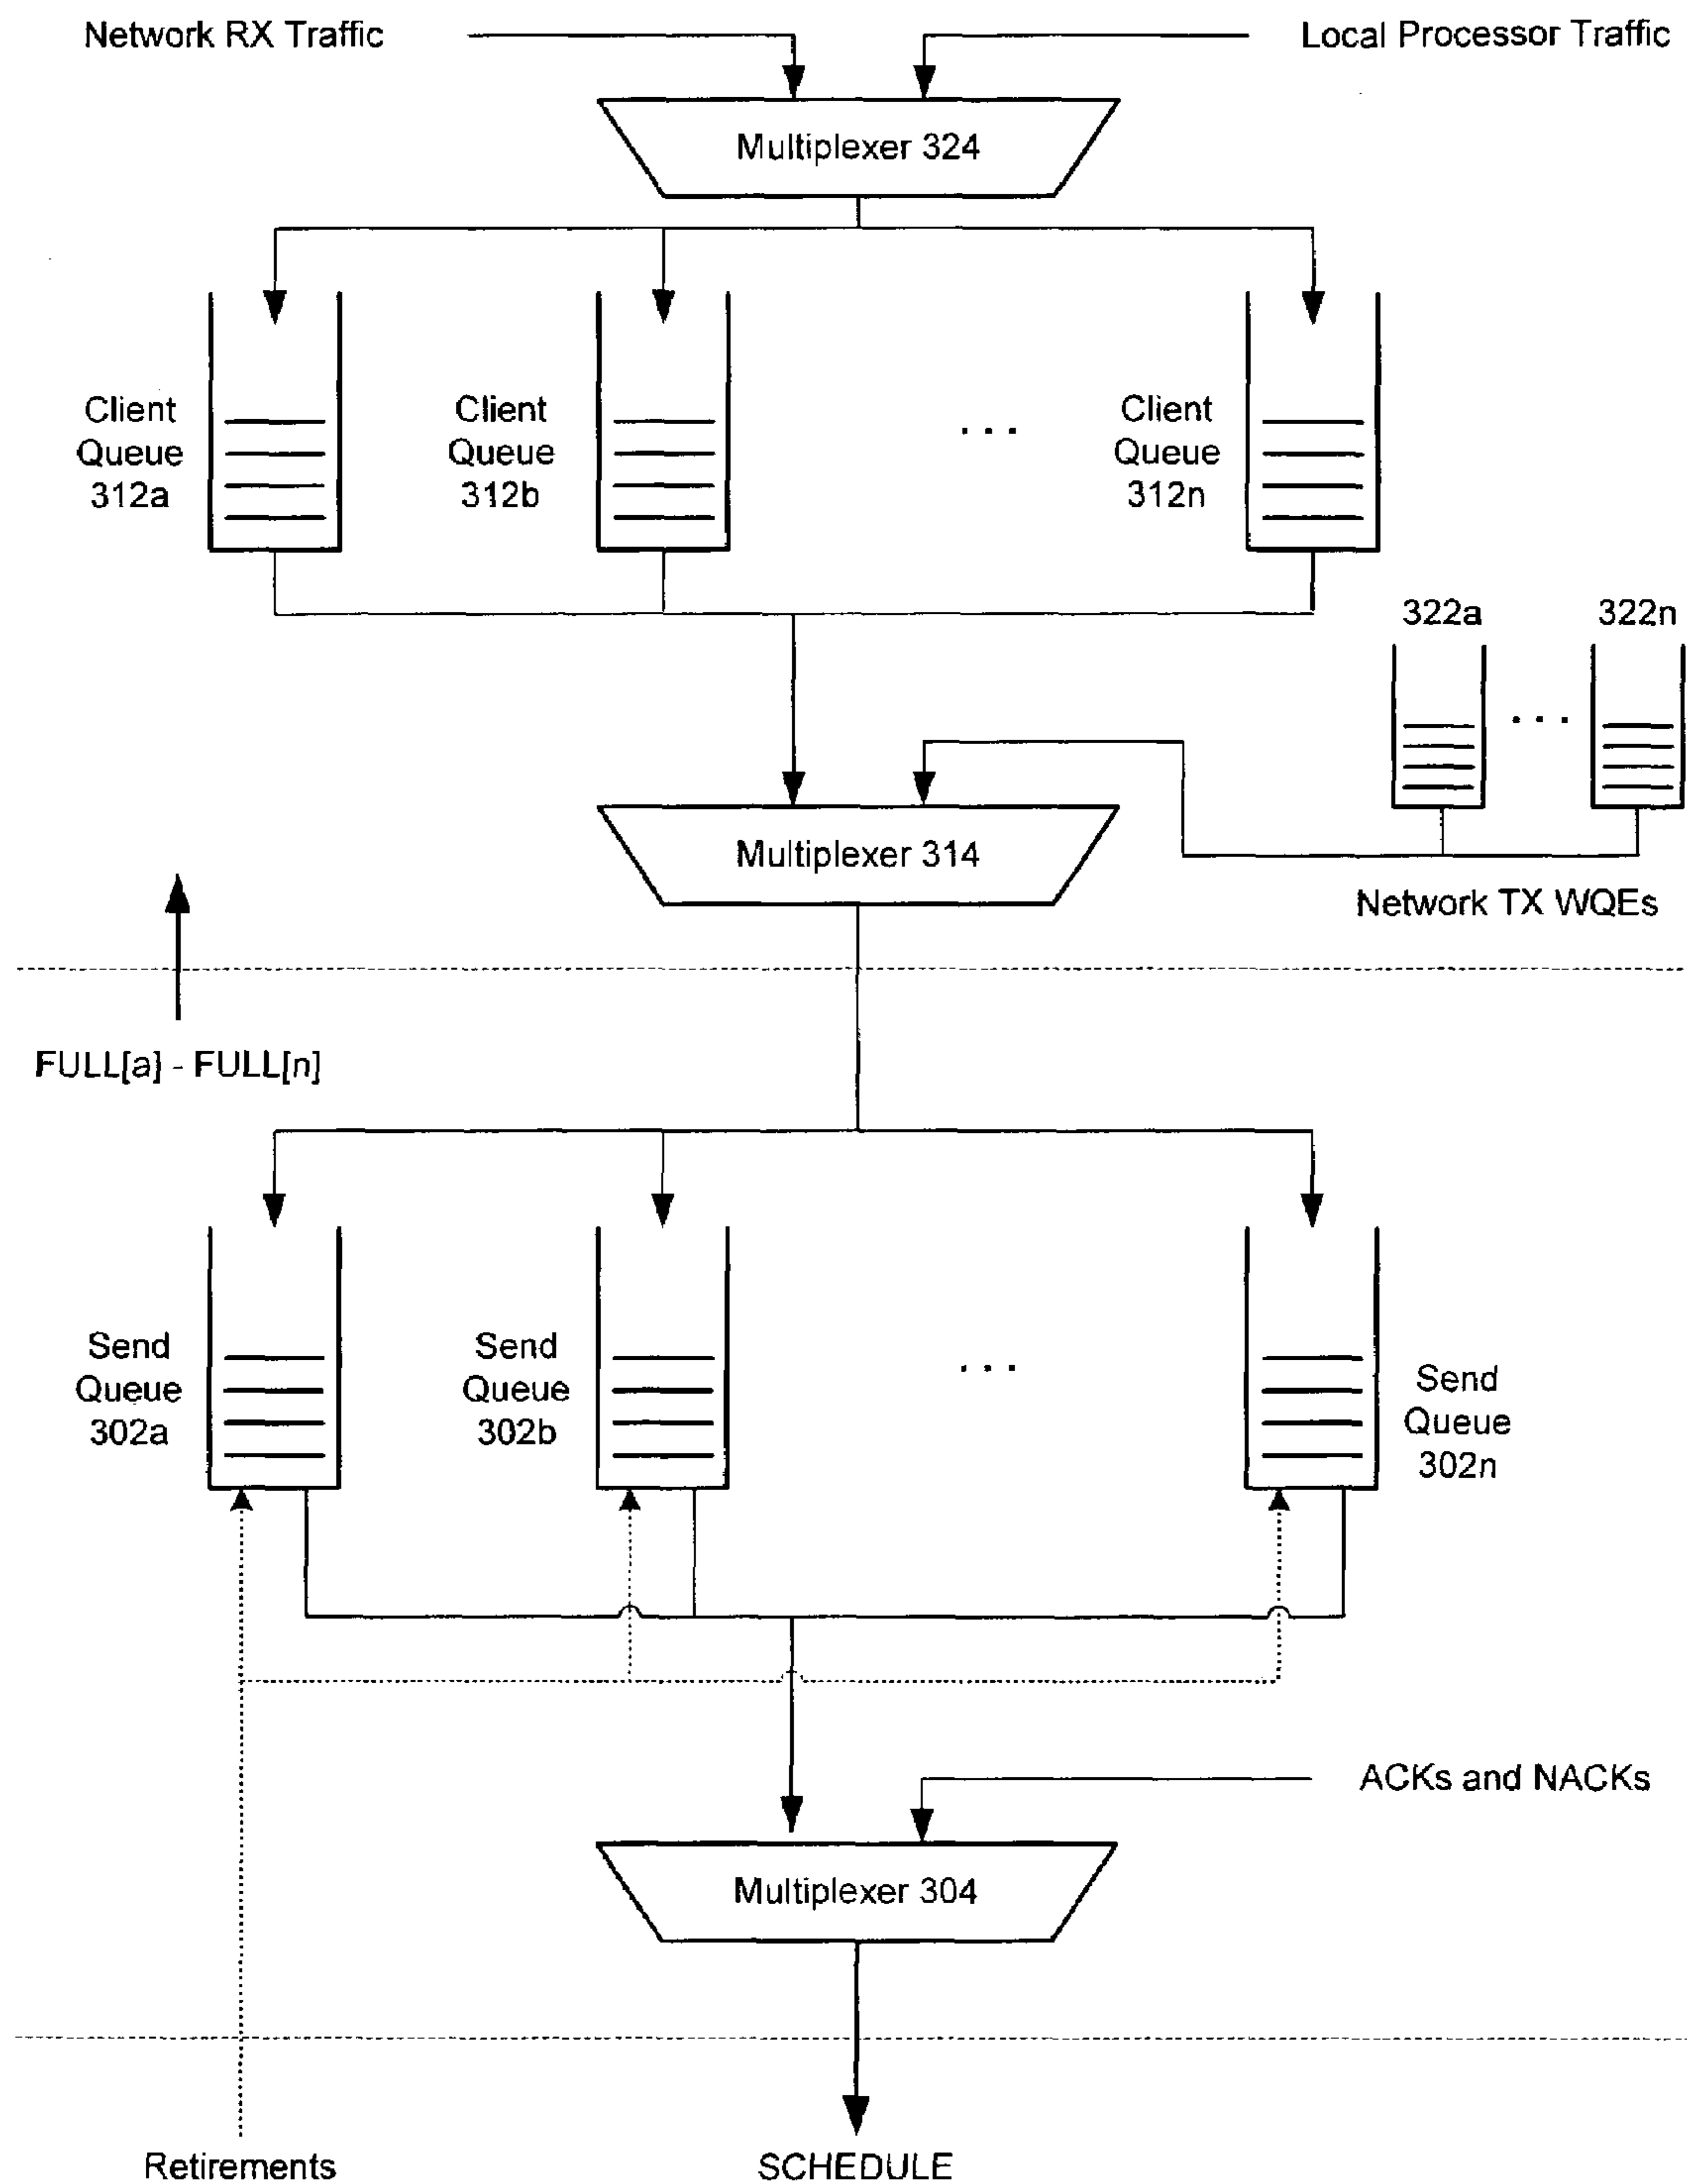 Network RX Traffic
Local Processor Traffic
Multiplexer 324
Client
Queue
312a
Client
Queue
312b
...
Client
Queue
312n
322a
322n
...
Multiplexer 314
Network TX WQEs
FULL[a] - FULL[n]
Send
Queue
302a
Send
Queue
302b
...
Send
Queue
302n
ACKs and NACKs
Multiplexer 304
Retirements
SCHEDULE